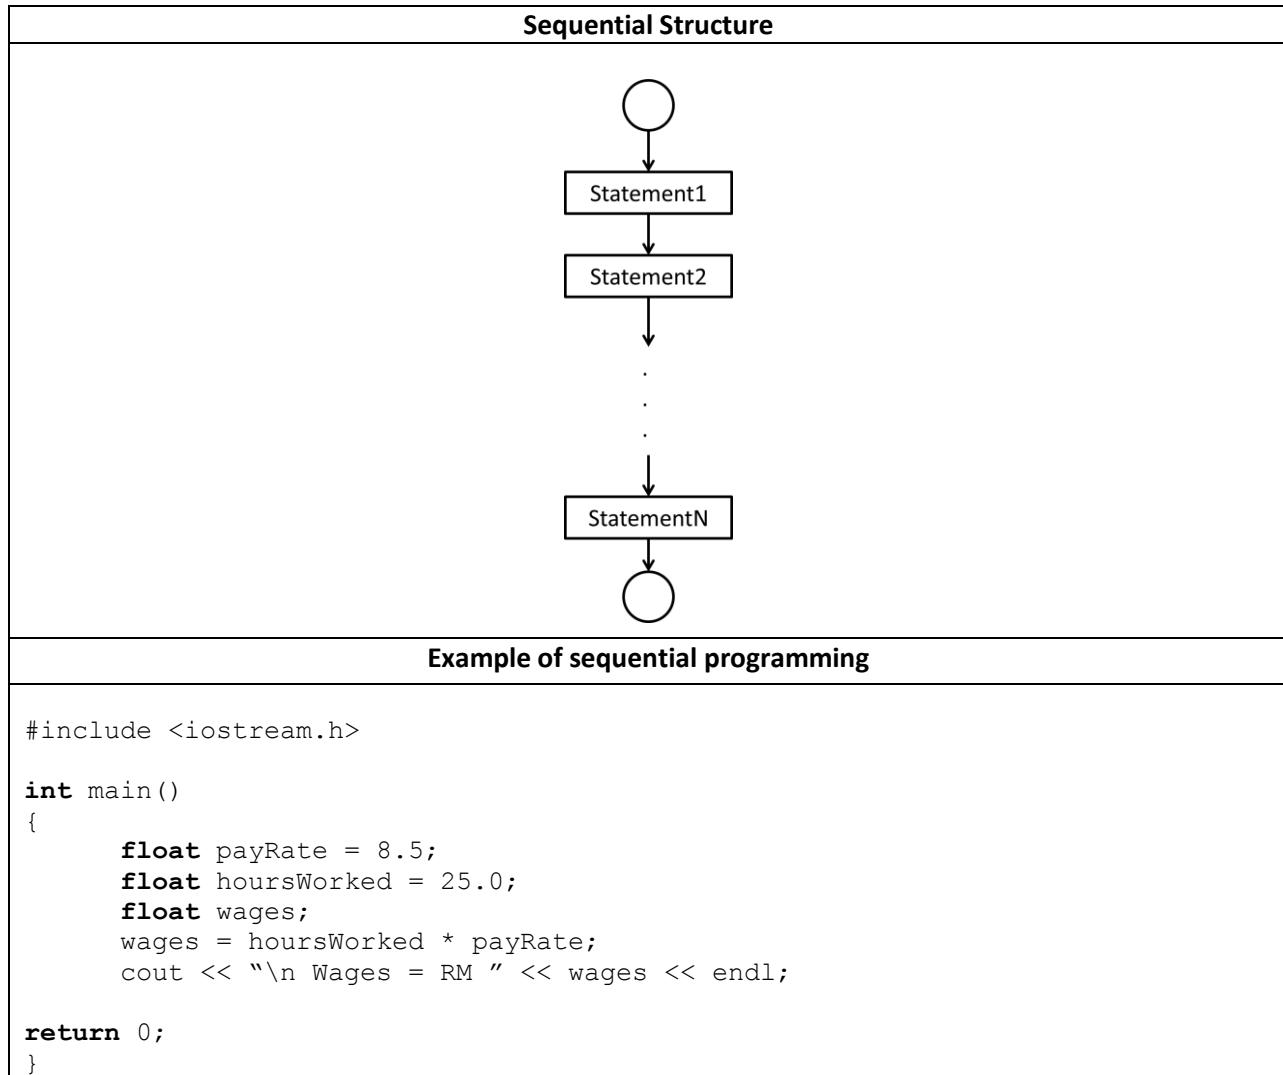 Sequential Structure
Statement1
Statement2
.
.
.
StatementN
Example of sequential programming
#include <iostream.h>
int main()
{
float payRate = 8.5;
float hoursWorked = 25.0;
float wages;
wages = hoursWorked * payRate;
cout << “\n Wages = RM ” << wages << endl;
return 0;
}